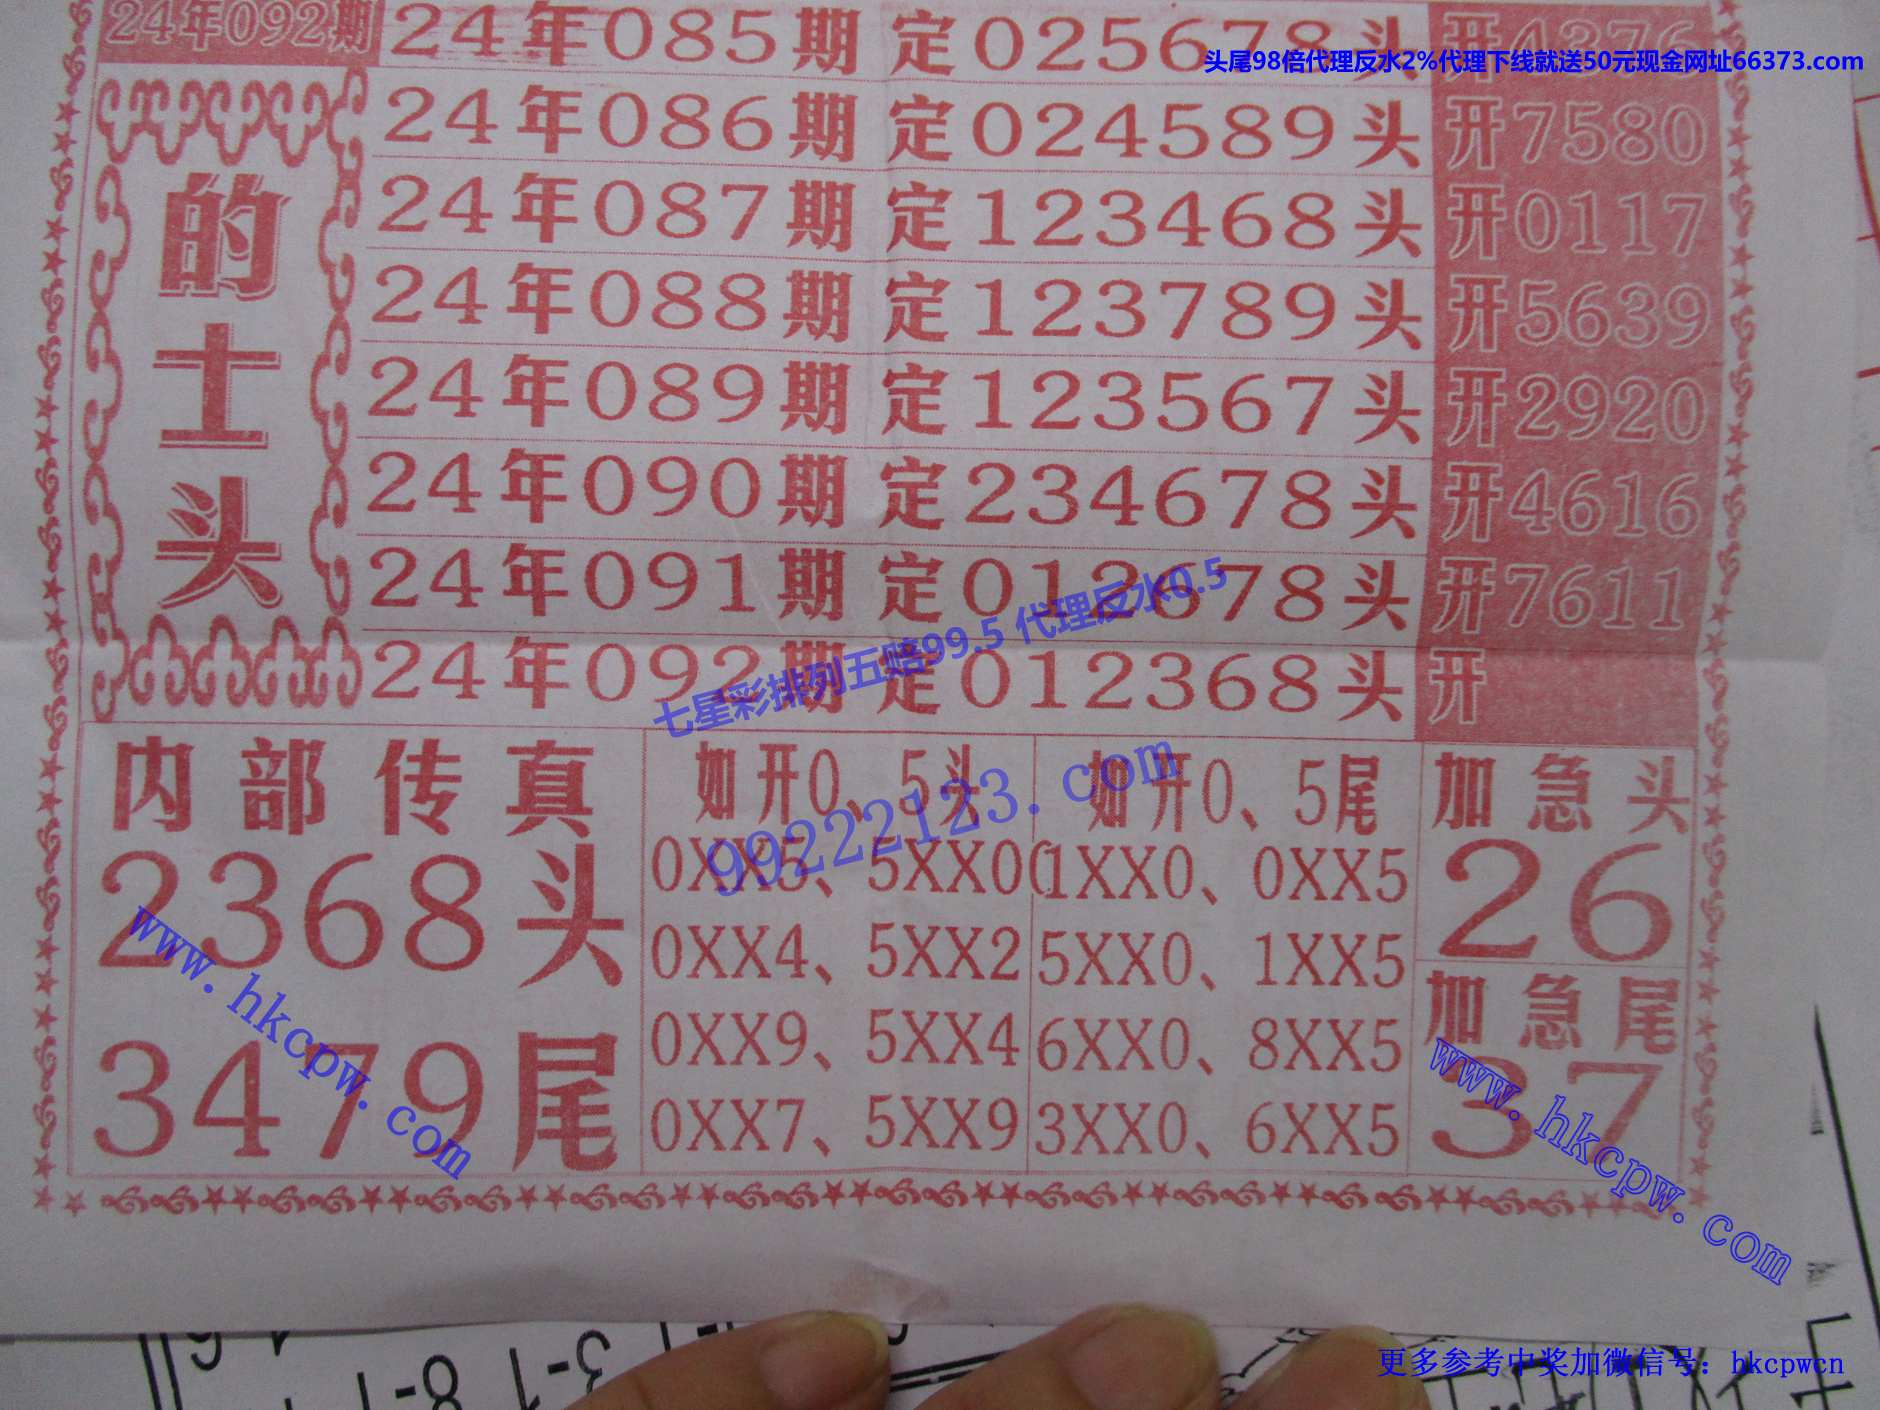 24年092期
24年085期 定025678头 开4376
头尾98倍代理反水2%代理下线就送50元现金网址66373.com
24年086期 定024589头 开7580
24年087期 定123468头 开0117
24年088期 定123789头 开5639
24年089期 定123567头 开2920
24年090期 定234678头 开4616
24年091期 定012678头 开7611
24年092期 定012368头 开
的士头
七星彩排列五赔99.5 代理反水0.5
99222123.com
内部传真
2368头
3479尾
如开0、5头
0XX5、5XX0
0XX4、5XX2
0XX9、5XX4
0XX7、5XX9
如开0、5尾
1XX0、0XX5
5XX0、1XX5
6XX0、8XX5
3XX0、6XX5
加急头
26
加急尾
37
www.hkcpw.com
www.hkcpw.com
3-1
8-1
更多参考中奖加微信号：hkcpwcn